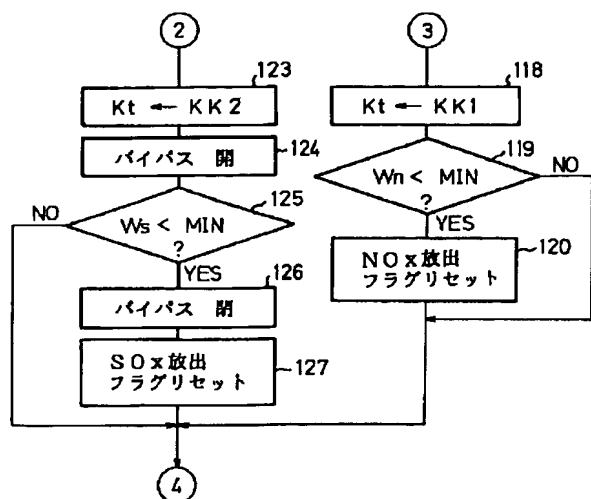 2
123
Kt ← KK2
124
バイパス 開
125
NO
Ws < MIN
?
YES
126
バイパス 閉
SOx放出
フラグリセット
127
3
118
Kt ← KK1
119
NO
Wn < MIN
?
YES
120
NOx放出
フラグリセット
4